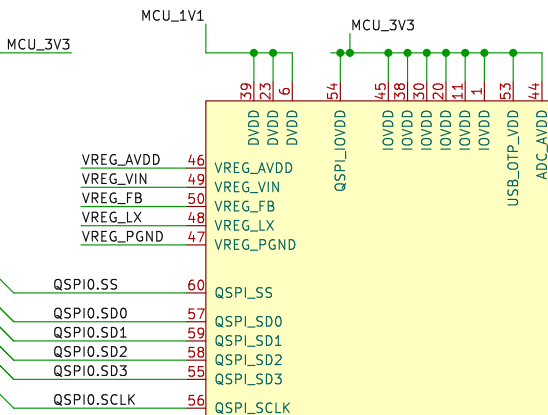 MCU_1V1
MCU_3V3
MCU_3V3
39 23 6 54 45 38 30 20 11 1 53 44
DVDD DVDD DVDD QSPI_IOVDD IOVDD IOVDD IOVDD IOVDD IOVDD IOVDD USB_OTP_VDD ADC_AVDD
VREG_AVDD 46 VREG_AVDD
VREG_VIN 49 VREG_VIN
VREG_FB 50 VREG_FB
VREG_LX 48 VREG_LX
VREG_PGND 47 VREG_PGND
QSPI0.SS 60 QSPI_SS
QSPI0.SD0 57 QSPI_SD0
QSPI0.SD1 59 QSPI_SD1
QSPI0.SD2 58 QSPI_SD2
QSPI0.SD3 55 QSPI_SD3
QSPI0.SCLK 56 QSPI_SCLK